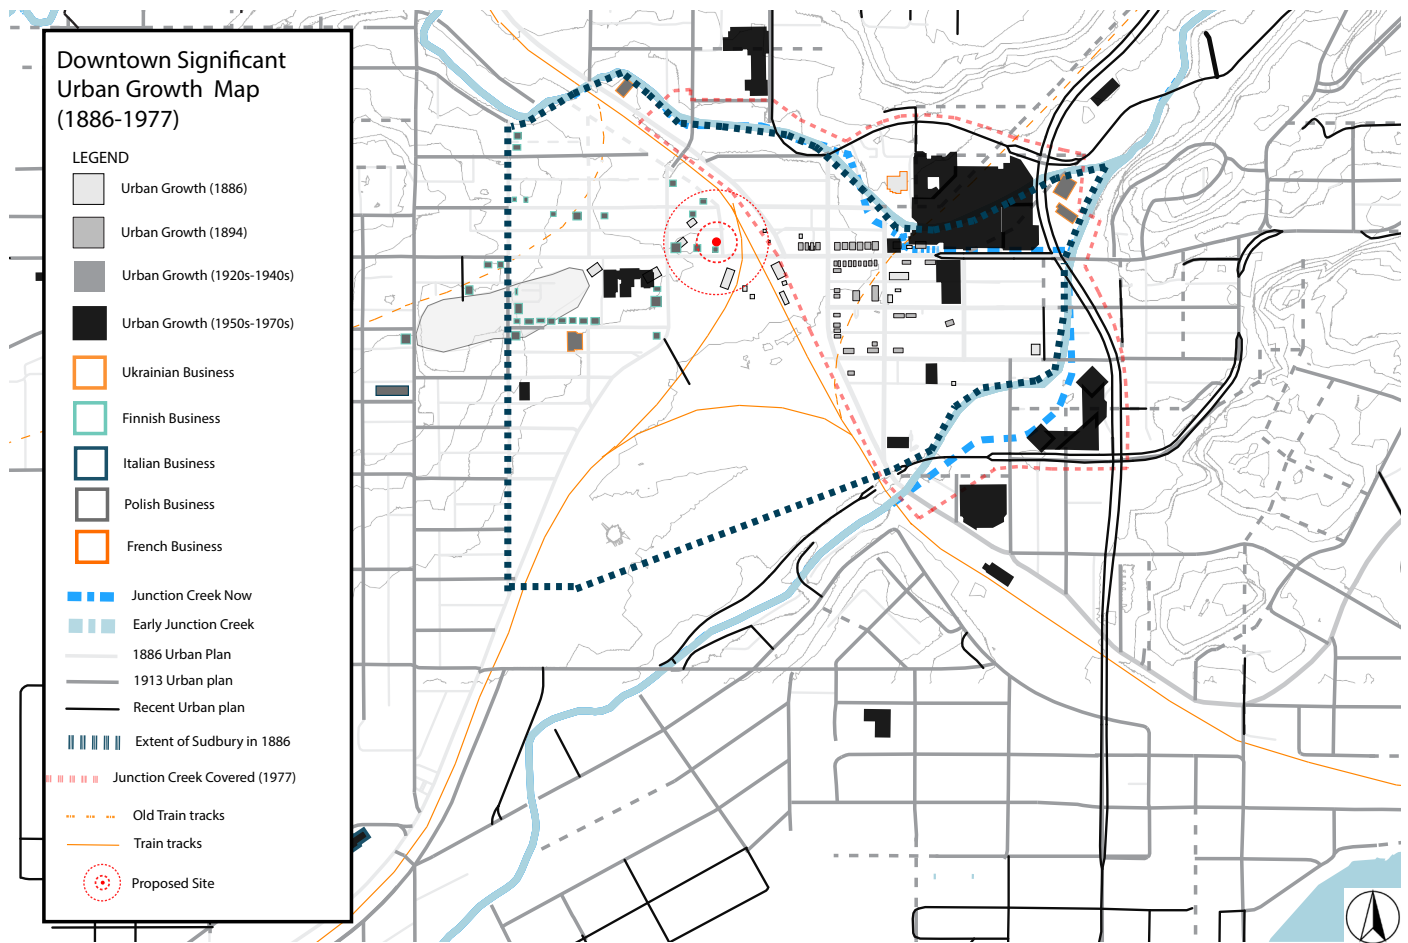 Downtown Significant
Urban Growth Map
(1886-1977)
LEGEND
Urban Growth (1886)
Urban Growth (1894)
Urban Growth (1920s-1940s)
Urban Growth (1950s-1970s)
Ukrainian Business
Finnish Business
Italian Business
Polish Business
French Business
Junction Creek Now
Early Junction Creek
1886 Urban Plan
1913 Urban plan
Recent Urban plan
Extent of Sudbury in 1886
Junction Creek Covered (1977)
Old Train tracks
Train tracks
Proposed Site